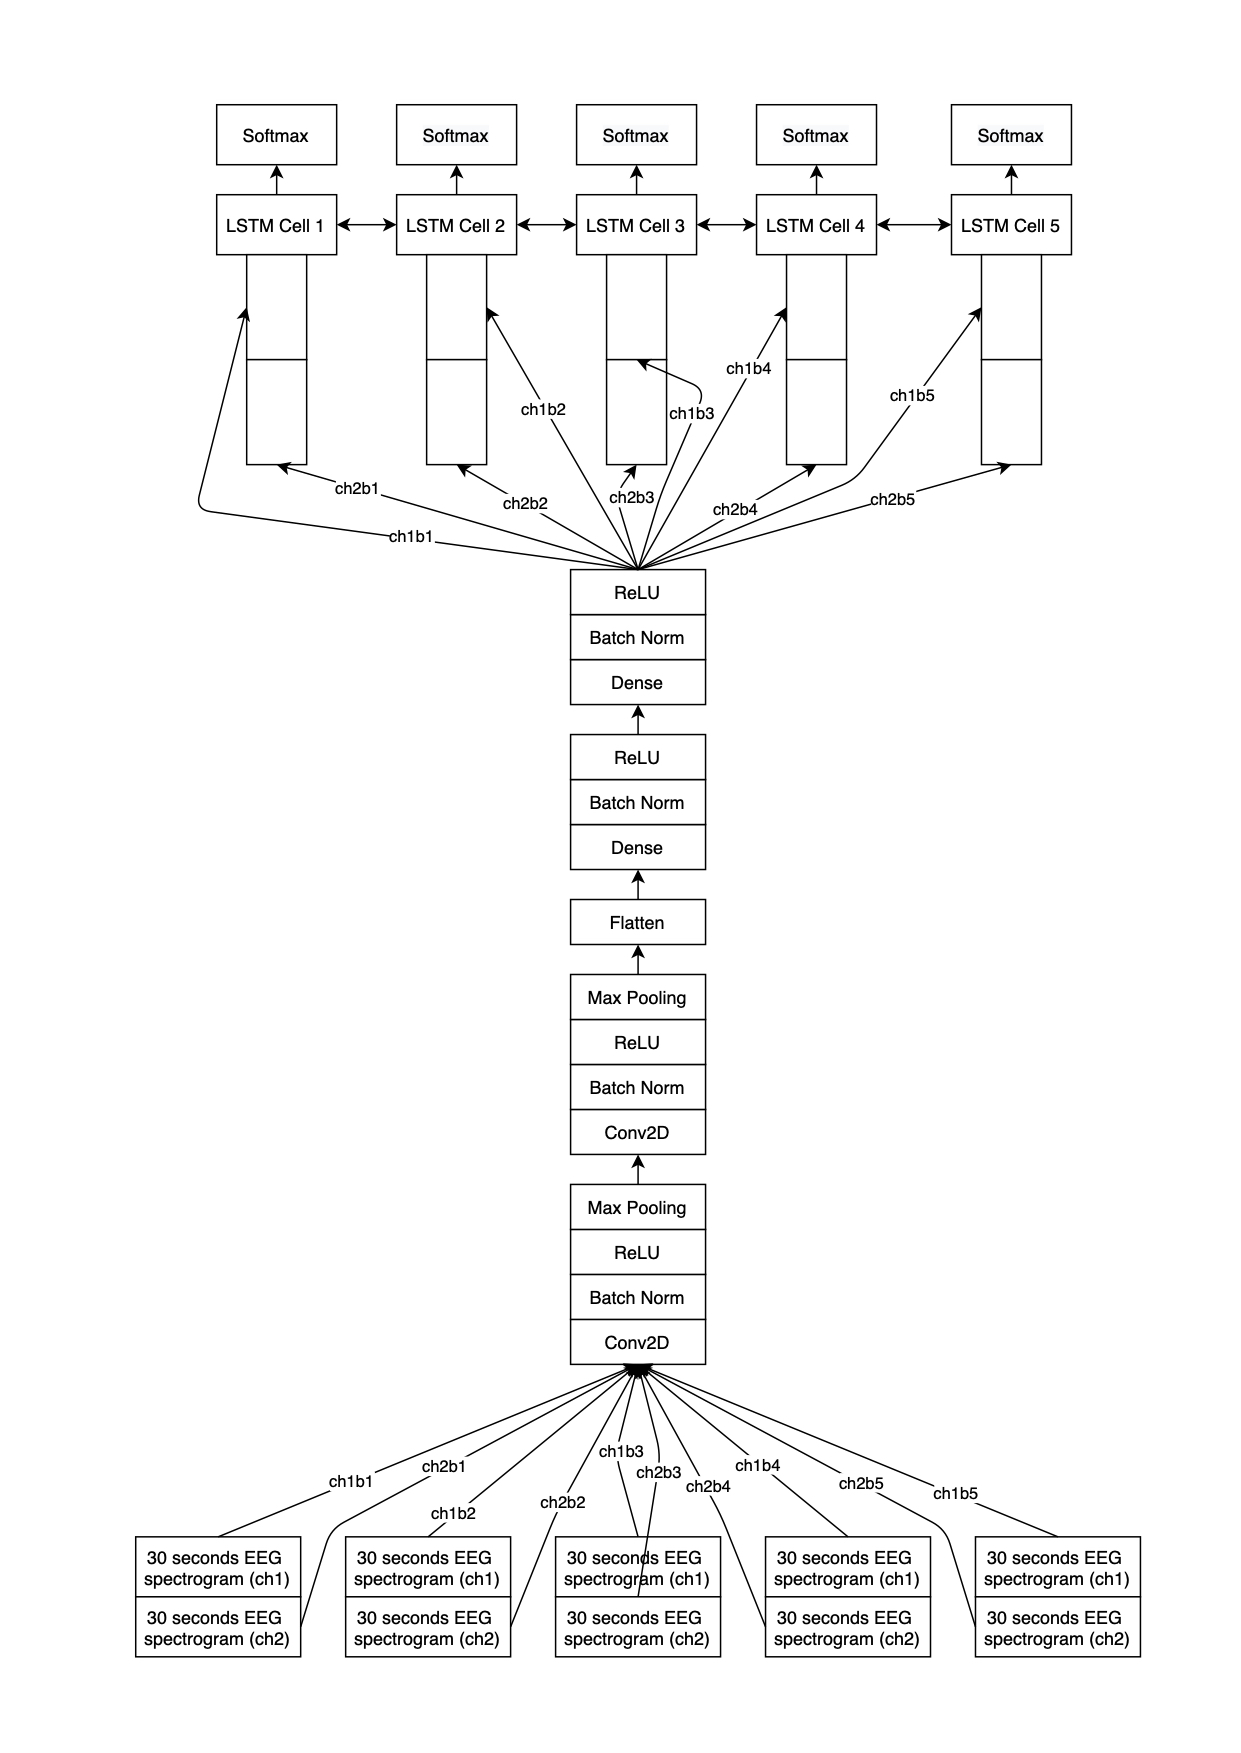 Softmax
Softmax
Softmax
Softmax
Softmax
LSTM Cell 1
LSTM Cell 2
LSTM Cell 3
LSTM Cell 4
LSTM Cell 5
ch1b4
ch1b5
ch1b2
ch1b3
ch2b1
ch2b2
ch2b3
ch2b4
ch2b5
ch1b1
ReLU
Batch Norm
Dense
ReLU
Batch Norm
Dense
Flatten
Max Pooling
ReLU
Batch Norm
Conv2D
Max Pooling
ReLU
Batch Norm
Conv2D
ch1b1
ch2b1
ch1b2
ch2b2
ch1b3
ch2b3
ch2b4
ch1b4
ch2b5
ch1b5
30 seconds EEG
spectrogram (ch1)
30 seconds EEG
spectrogram (ch2)
30 seconds EEG
spectrogram (ch1)
30 seconds EEG
spectrogram (ch2)
30 seconds EEG
spectrogram (ch1)
30 seconds EEG
spectrogram (ch2)
30 seconds EEG
spectrogram (ch1)
30 seconds EEG
spectrogram (ch2)
30 seconds EEG
spectrogram (ch1)
30 seconds EEG
spectrogram (ch2)